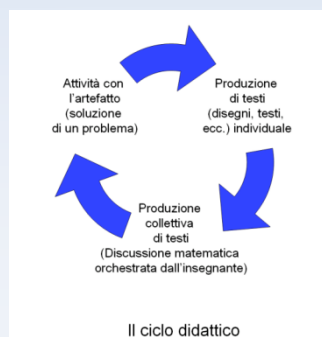 Attività con
l'artefatto
(soluzione
di un problema)
Produzione
di testi
(disegni, testi,
ecc.) individuale
Produzione
collettiva
di testi
(Discussione matematica
orchestrata dall'insegnante)
Il ciclo didattico